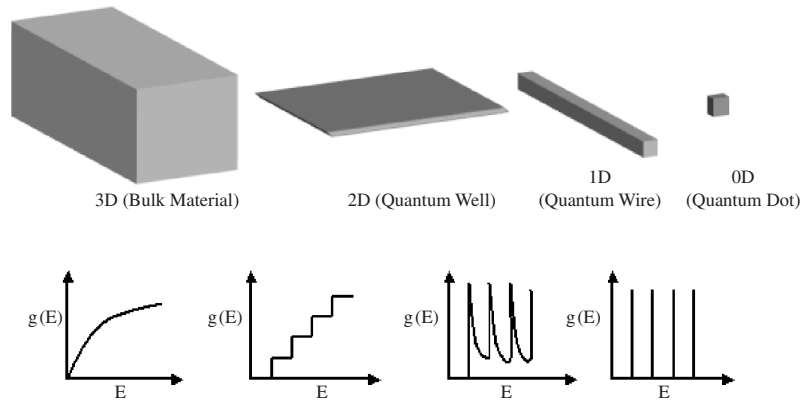 3D (Bulk Material)
2D (Quantum Well)
1D
(Quantum Wire)
0D
(Quantum Dot)
g(E)
E
g(E)
E
g(E)
E
g(E)
E